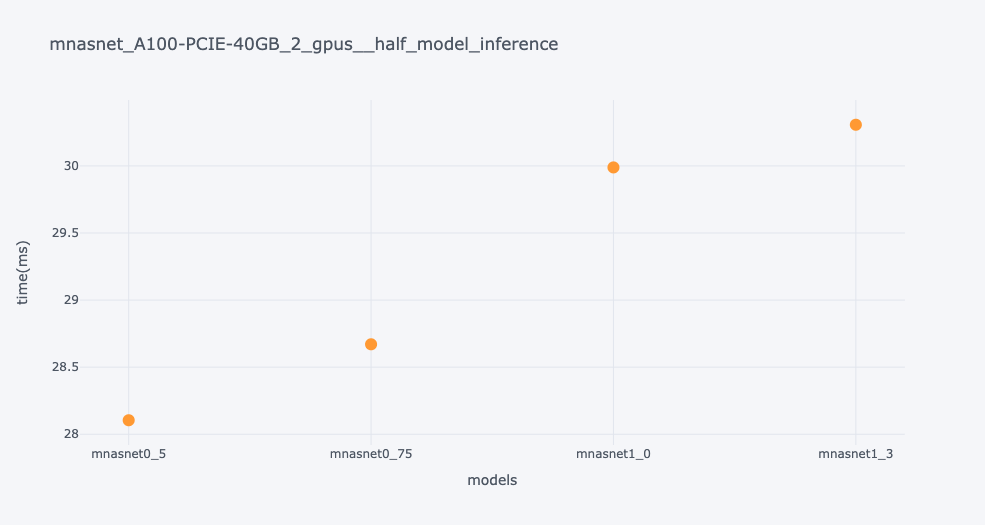 mnasnet_A100-PCIE-40GB_2_gpus__half_model_inference
time(ms)
30
29.5
29
28.5
28
mnasnet0_5 mnasnet0_75 mnasnet1_0 mnasnet1_3
models